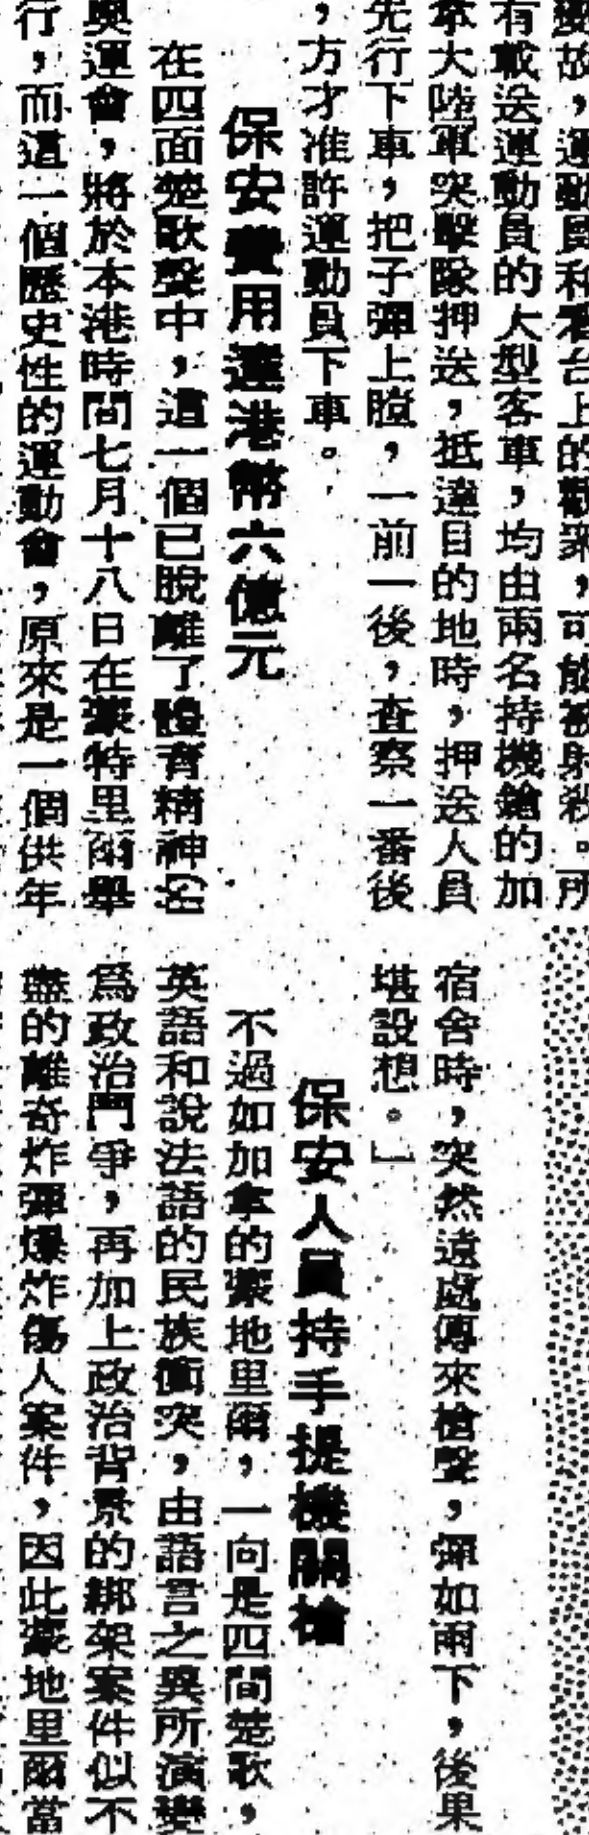 變故，運動員和看台上的觀衆，可能被射殺。所
有載送運動員的大型客車，均由兩名持機鎗的加
拿大陸軍突擊隊押送，抵達目的地時，押送人員
先行下車，把子彈上膛，一前一後，查察一番後
，方才准許運動員下車。
保安費用達港幣六億元
在四面楚歌聲中，這一個已脫離了體育精神的
奧運會，將於本港時間七月十八日在蒙特里爾舉
行，而這一個歷史性的運動會，原來是一個供年
宿舍時，突然遠處傳來槍聲，彈如雨下，後果
堪設想。」
保安人員持手提機關槍
不過如加拿的蒙地里爾，一向是四間楚歌，
英語和說法語的民族衝突，由語言之異所演變
爲政治鬥爭，再加上政治背景的綁架案件似不
盡的離奇炸彈爆炸傷人案件，因此蒙地里爾當